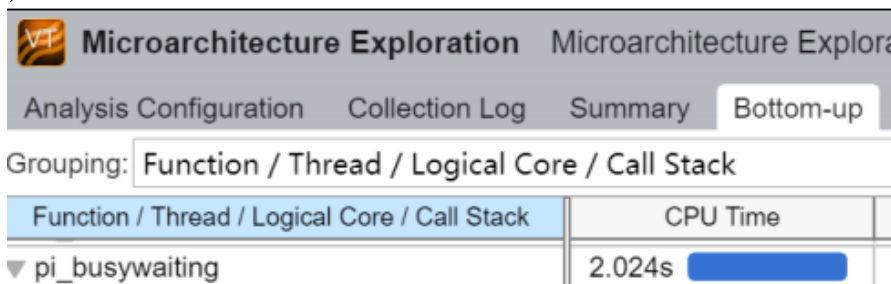 Microarchitecture Exploration Microarchitecture Explora
Analysis Configuration Collection Log Summary Bottom-up
Grouping: Function / Thread / Logical Core / Call Stack
Function / Thread / Logical Core / Call Stack CPU Time
pi_busywaiting 2.024s